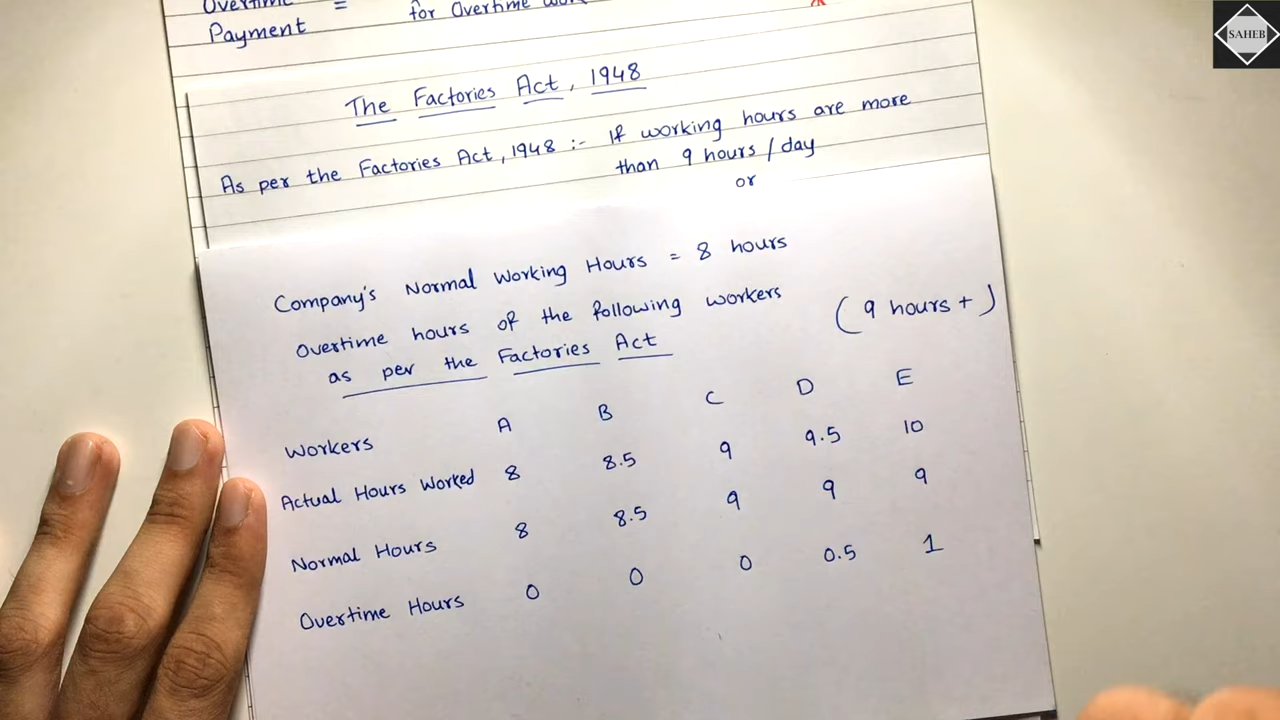 Overtime =
for Overtime
Payment
SAHEB
The Factories Act, 1948
As per the Factories Act, 1948 :- If working hours are more
than 9 hours / day
or
Company's Normal Working Hours = 8 hours
Overtime hours of the following workers (9 hours +)
as per the Factories Act
Workers A B C D E
Actual Hours Worked 8 8.5 9 9.5 10
Normal Hours 8 8.5 9 9 9
Overtime Hours 0 0 0 0.5 1